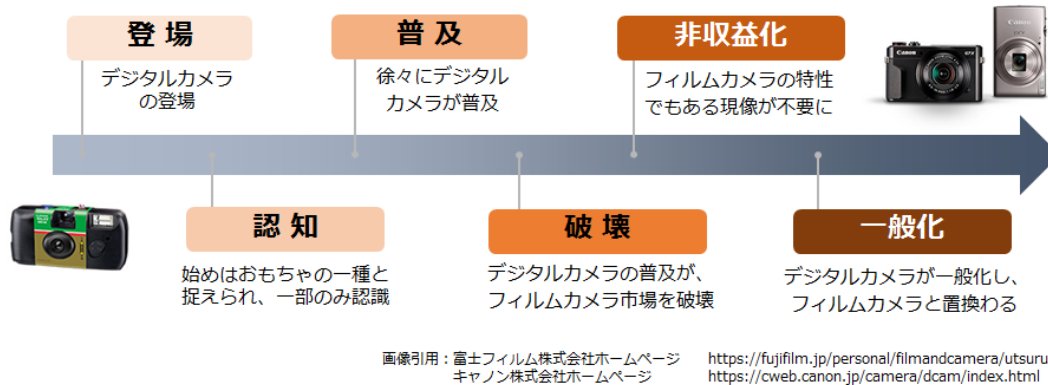 登場
デジタルカメラ
の登場
認知
始めはおもちゃの一種と
捉えられ、一部のみ認識
普及
徐々にデジタル
カメラが普及
破壊
デジタルカメラの普及が、
フィルムカメラ市場を破壊
非収益化
フィルムカメラの特性
でもある現像が不要に
一般化
デジタルカメラが一般化し、
フィルムカメラと置換わる
Canon
Canon
画像引用：富士フィルム株式会社ホームページ https://fujifilm.jp/personal/filmandcamera/utsuru
キヤノン株式会社ホームページ https://cweb.canon.jp/camera/dcam/index.html